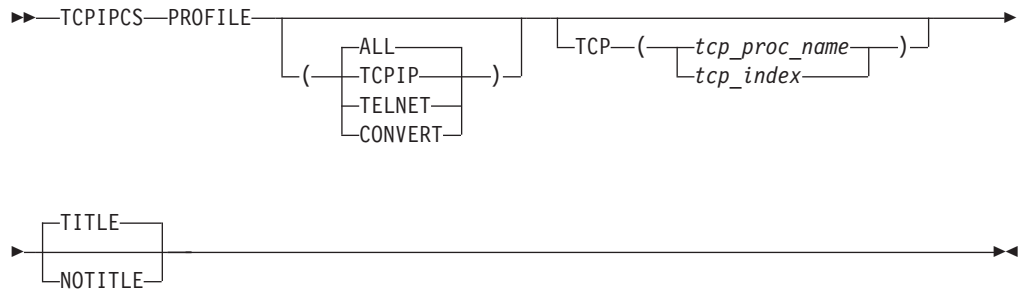 TCPIPCS PROFILE
ALL
( TCPIP )
TELNET
CONVERT
TCP ( tcp_proc_name )
tcp_index
TITLE
NOTITLE